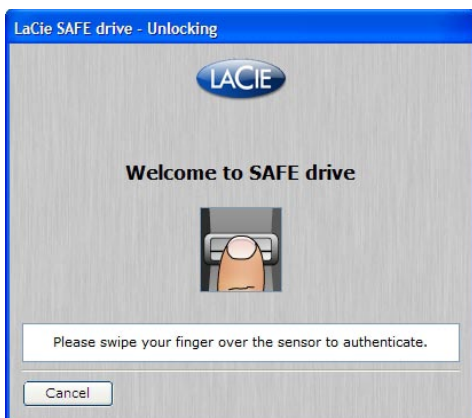 LaCie SAFE drive - Unlocking
LACIE
Welcome to SAFE drive
Please swipe your finger over the sensor to authenticate.
Cancel